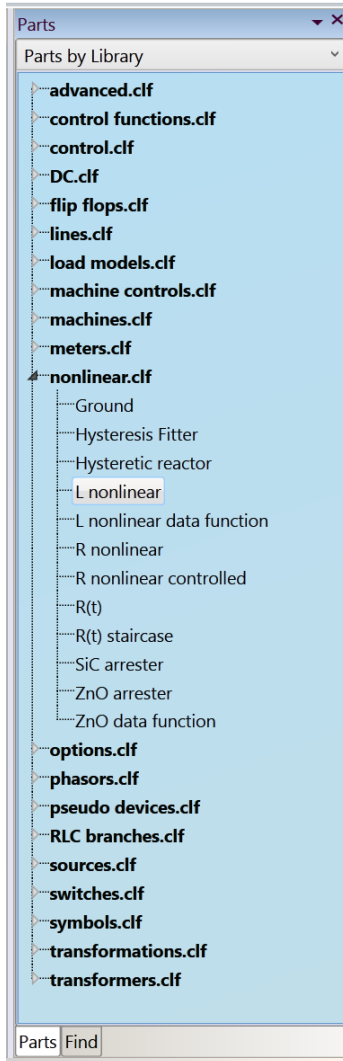 Parts
Parts by Library
advanced.clf
control functions.clf
control.clf
DC.clf
flip flops.clf
lines.clf
load models.clf
machine controls.clf
machines.clf
meters.clf
nonlinear.clf
Ground
Hysteresis Fitter
Hysteretic reactor
L nonlinear
L nonlinear data function
R nonlinear
R nonlinear controlled
R(t)
R(t) staircase
SiC arrester
ZnO arrester
ZnO data function
options.clf
phasors.clf
pseudo devices.clf
RLC branches.clf
sources.clf
switches.clf
symbols.clf
transformations.clf
transformers.clf
Parts Find